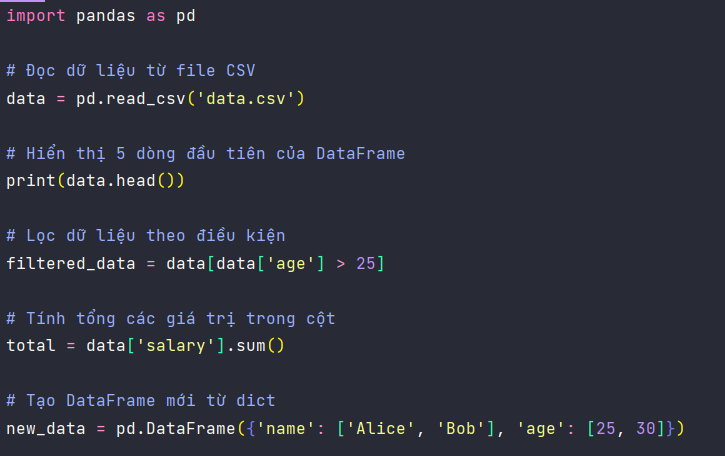 import pandas as pd
# Đọc dữ liệu từ file CSV
data = pd.read_csv('data.csv')
# Hiển thị 5 dòng đầu tiên của DataFrame
print(data.head())
# Lọc dữ liệu theo điều kiện
filtered_data = data[data['age'] > 25]
# Tính tổng các giá trị trong cột
total = data['salary'].sum()
# Tạo DataFrame mới từ dict
new_data = pd.DataFrame({'name': ['Alice', 'Bob'], 'age': [25, 30]})